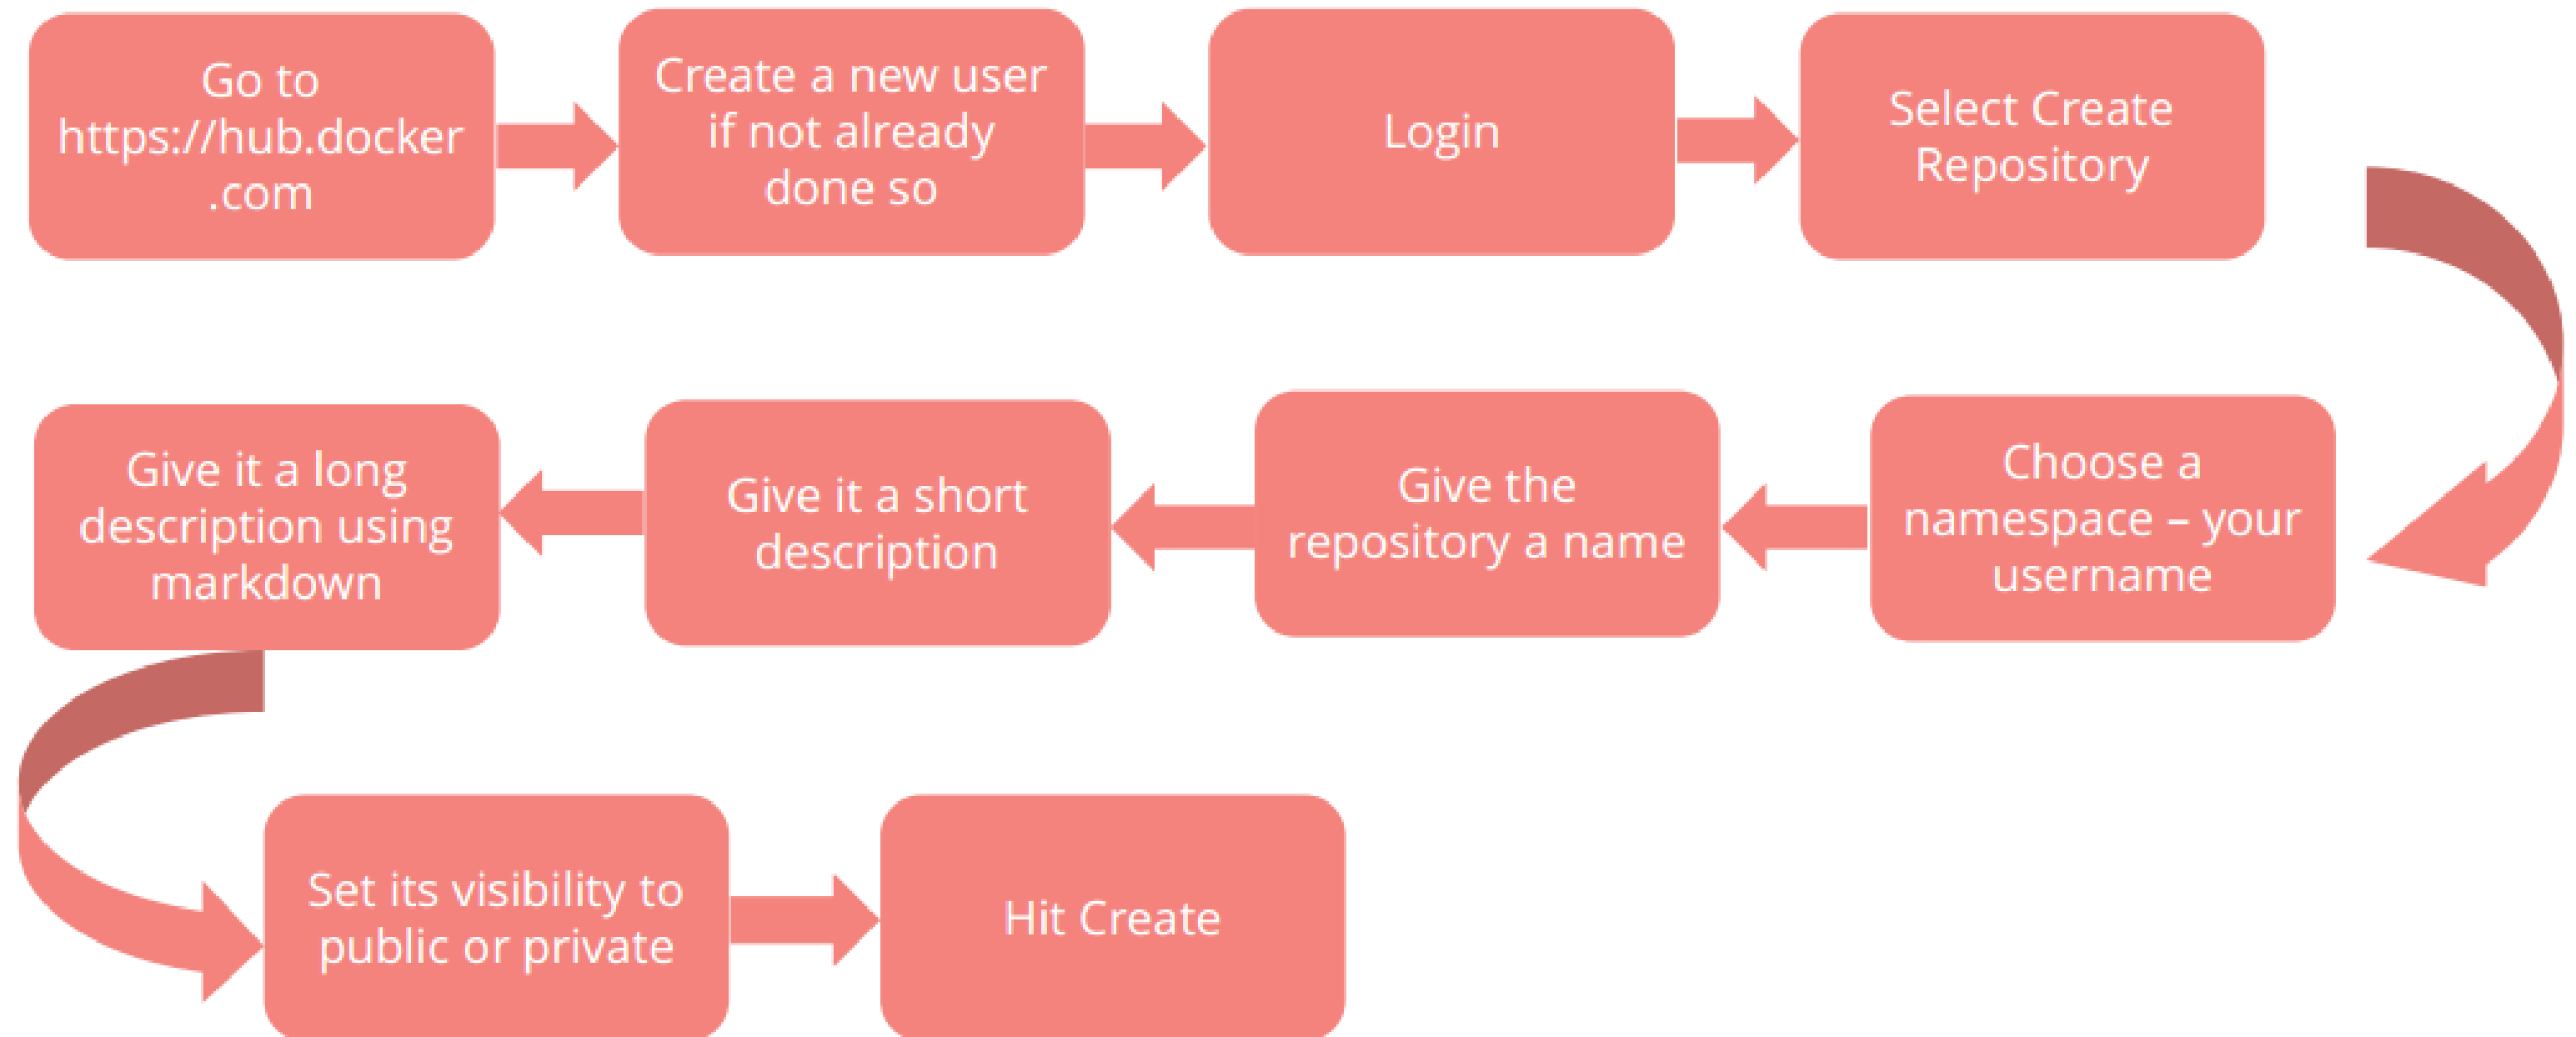 Go to
https://hub.docker
.com
Create a new user
if not already
done so
Login
Select Create
Repository
Choose a
namespace – your
username
Give the
repository a name
Give it a short
description
Give it a long
description using
markdown
Set its visibility to
public or private
Hit Create